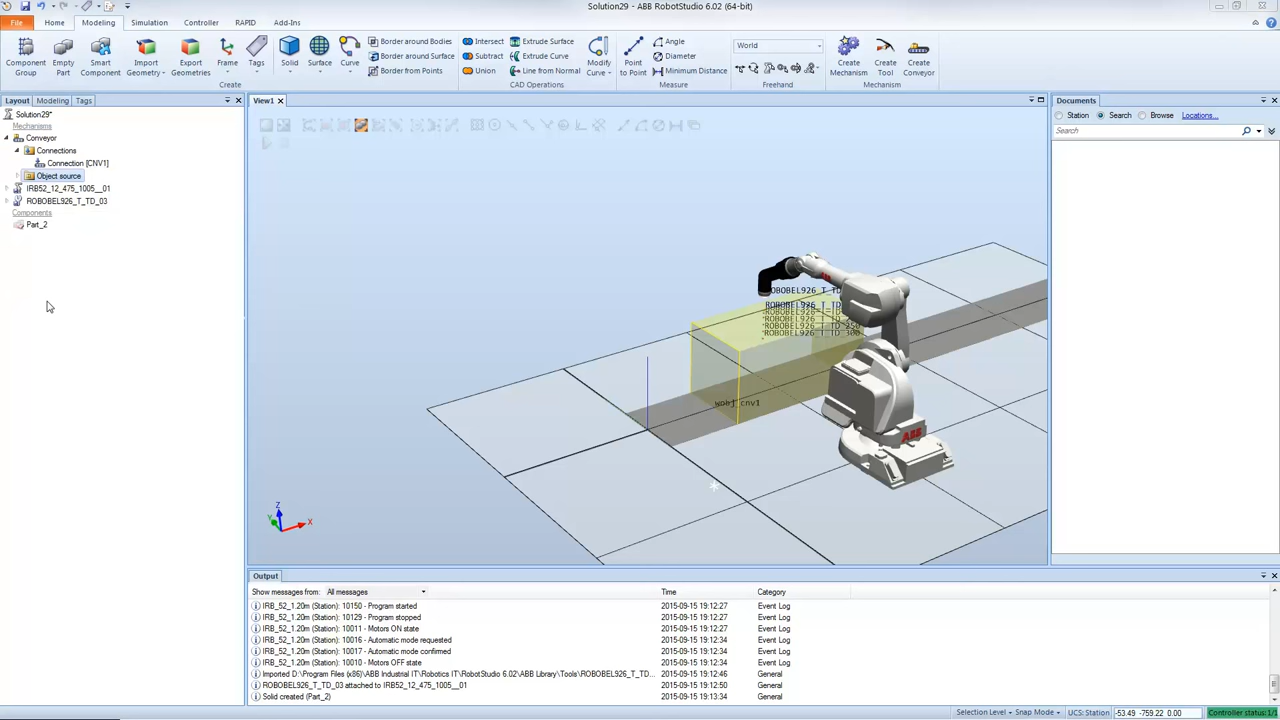 Solution29 - ABB RobotStudio 6.02 (64-bit)
File Home Modeling Simulation Controller RAPID Add-Ins
Component Group
Empty Part
Smart Component
Import Geometry
Export Geometries
Frame
Tags
Solid
Surface
Curve
Border around Bodies
Border around Surface
Border from Points
Intersect
Subtract
Union
Extrude Surface
Extrude Curve
Line from Normal
Modify Curve
Point to Point
Angle
Diameter
Minimum Distance
World
Create Mechanism
Create Tool
Create Conveyor
Create CAD Operations Measure Freehand Mechanism
Layout Modeling Tags
View1
Documents
Solution29*
Mechanisms
Conveyor
Connections
Connection [CNV1]
Object source
IRB52_12_475_1005__01
ROBOBEL926_T_TD_03
Components
Part_2
Station Search Browse Locations...
Search
ROBOBEL926_T_TD
ROBOBEL926_T_TD
wobj_cnv1
ABB
Z
Y
X
Output
Show messages from: All messages Time Category
IRB_52_1.20m (Station): 10150 - Program started 2015-09-15 19:12:27 Event Log
IRB_52_1.20m (Station): 10129 - Program stopped 2015-09-15 19:12:27 Event Log
IRB_52_1.20m (Station): 10011 - Motors ON state 2015-09-15 19:12:27 Event Log
IRB_52_1.20m (Station): 10016 - Automatic mode requested 2015-09-15 19:12:34 Event Log
IRB_52_1.20m (Station): 10017 - Automatic mode confirmed 2015-09-15 19:12:34 Event Log
IRB_52_1.20m (Station): 10010 - Motors OFF state 2015-09-15 19:12:34 Event Log
Imported D:\Program Files (x86)\ABB Industrial IT\Robotics IT\RobotStudio 6.02\ABB Library\Tools\ROBOBEL926_T_TD... 2015-09-15 19:12:46 General
ROBOBEL926_T_TD_03 attached to IRB52_12_475_1005__01 2015-09-15 19:12:50 General
Solid created (Part_2) 2015-09-15 19:13:34 General
Selection Level Snap Mode UCS: Station -53.49 -759.22 0.00 Controller status: 1/1